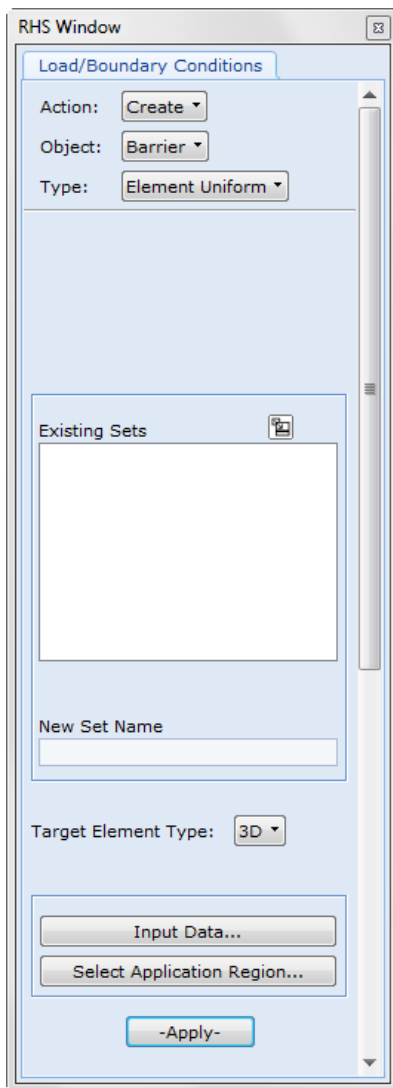 RHS Window
Load/Boundary Conditions
Action: Create
Object: Barrier
Type: Element Uniform
Existing Sets
New Set Name
Target Element Type: 3D
Input Data...
Select Application Region...
-Apply-